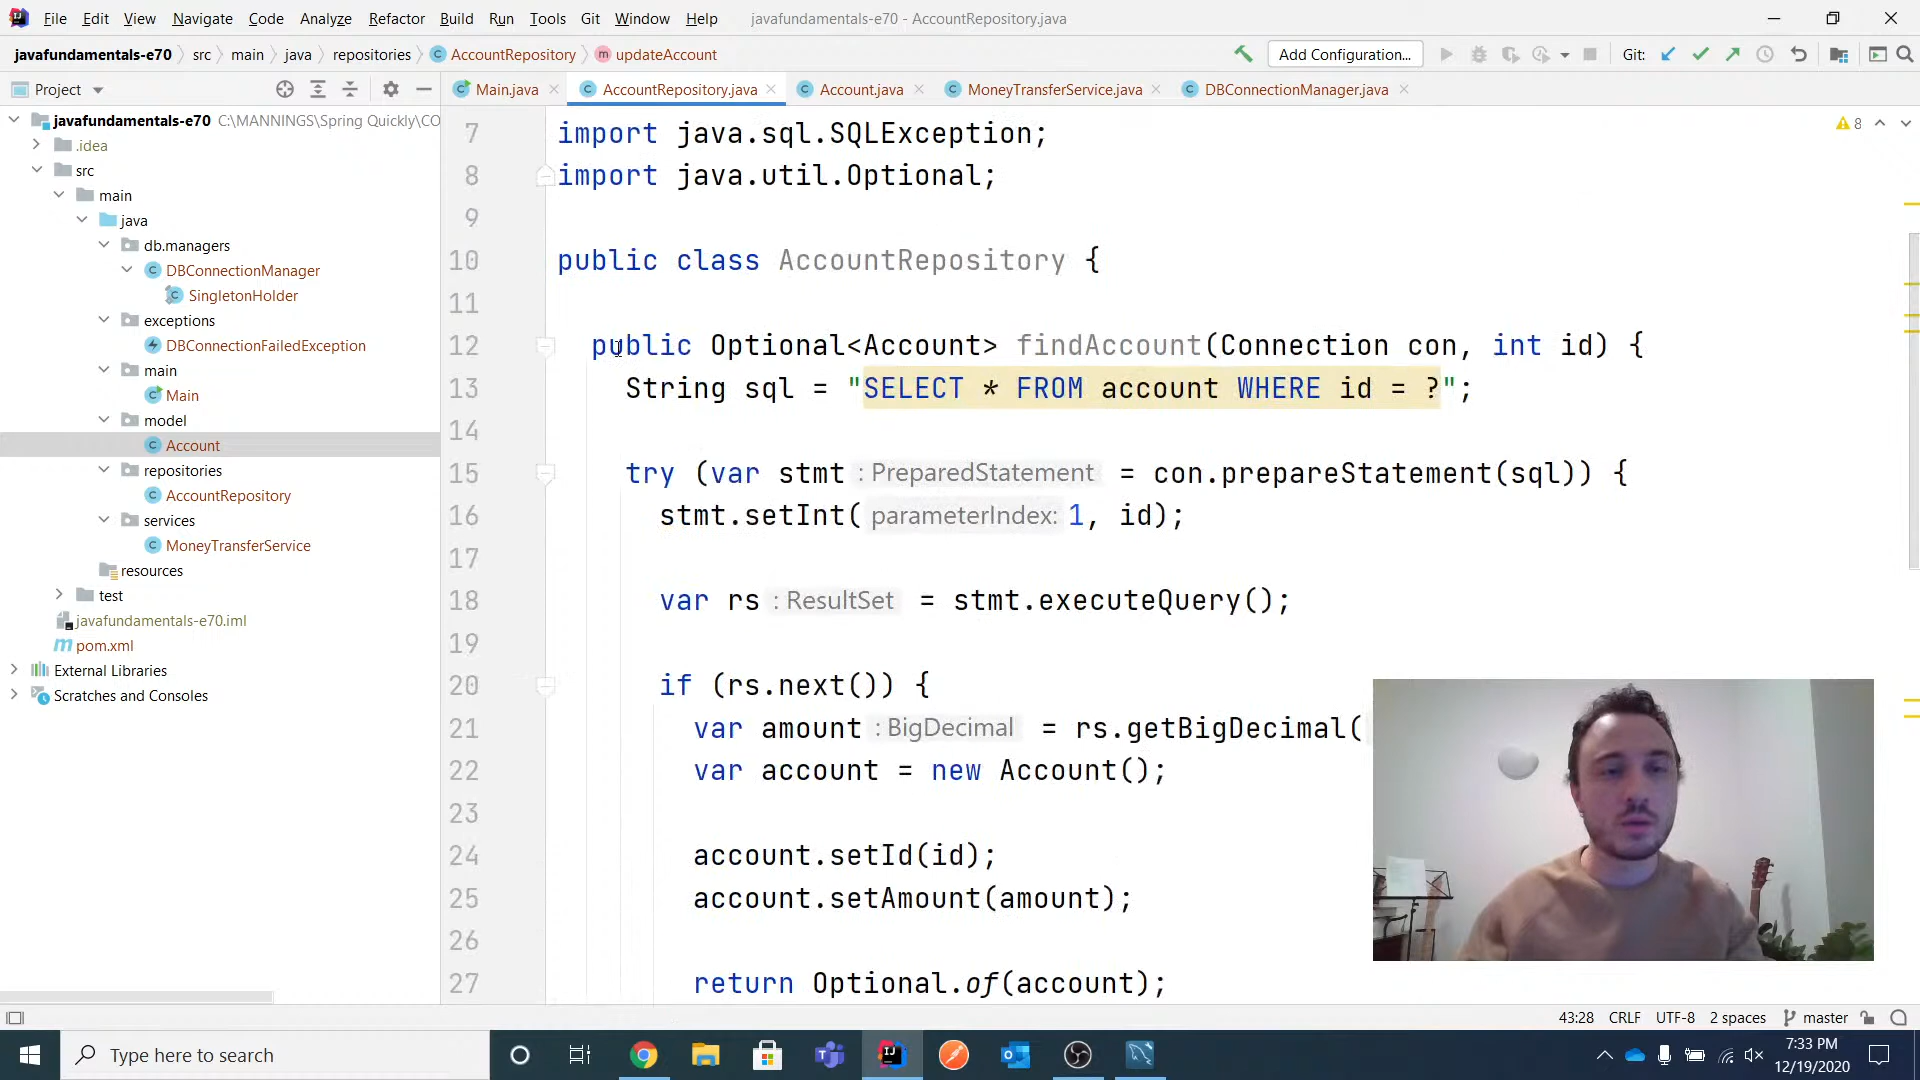 File Edit View Navigate Code Analyze Refactor Build Run Tools Git Window Help javafundamentals-e70 - AccountRepository.java
javafundamentals-e70 src main java repositories AccountRepository updateAccount Add Configuration... Git:
Project
Main.java AccountRepository.java Account.java MoneyTransferService.java DBConnectionManager.java
javafundamentals-e70 C:\MANNINGS\Spring Quickly\CO
.idea
src
main
java
db.managers
DBConnectionManager
SingletonHolder
exceptions
DBConnectionFailedException
main
Main
model
Account
repositories
AccountRepository
services
MoneyTransferService
resources
test
javafundamentals-e70.iml
pom.xml
External Libraries
Scratches and Consoles
8
7 import java.sql.SQLException;
8 import java.util.Optional;
9
10 public class AccountRepository {
11
12 public Optional<Account> findAccount(Connection con, int id) {
13 String sql = "SELECT * FROM account WHERE id = ?";
14
15 try (var stmt : PreparedStatement = con.prepareStatement(sql)) {
16 stmt.setInt( parameterIndex: 1, id);
17
18 var rs : ResultSet = stmt.executeQuery();
19
20 if (rs.next()) {
21 var amount : BigDecimal = rs.getBigDecimal(
22 var account = new Account();
23
24 account.setId(id);
25 account.setAmount(amount);
26
27 return Optional.of(account);
43:28 CRLF UTF-8 2 spaces master
Type here to search
7:33 PM
12/19/2020